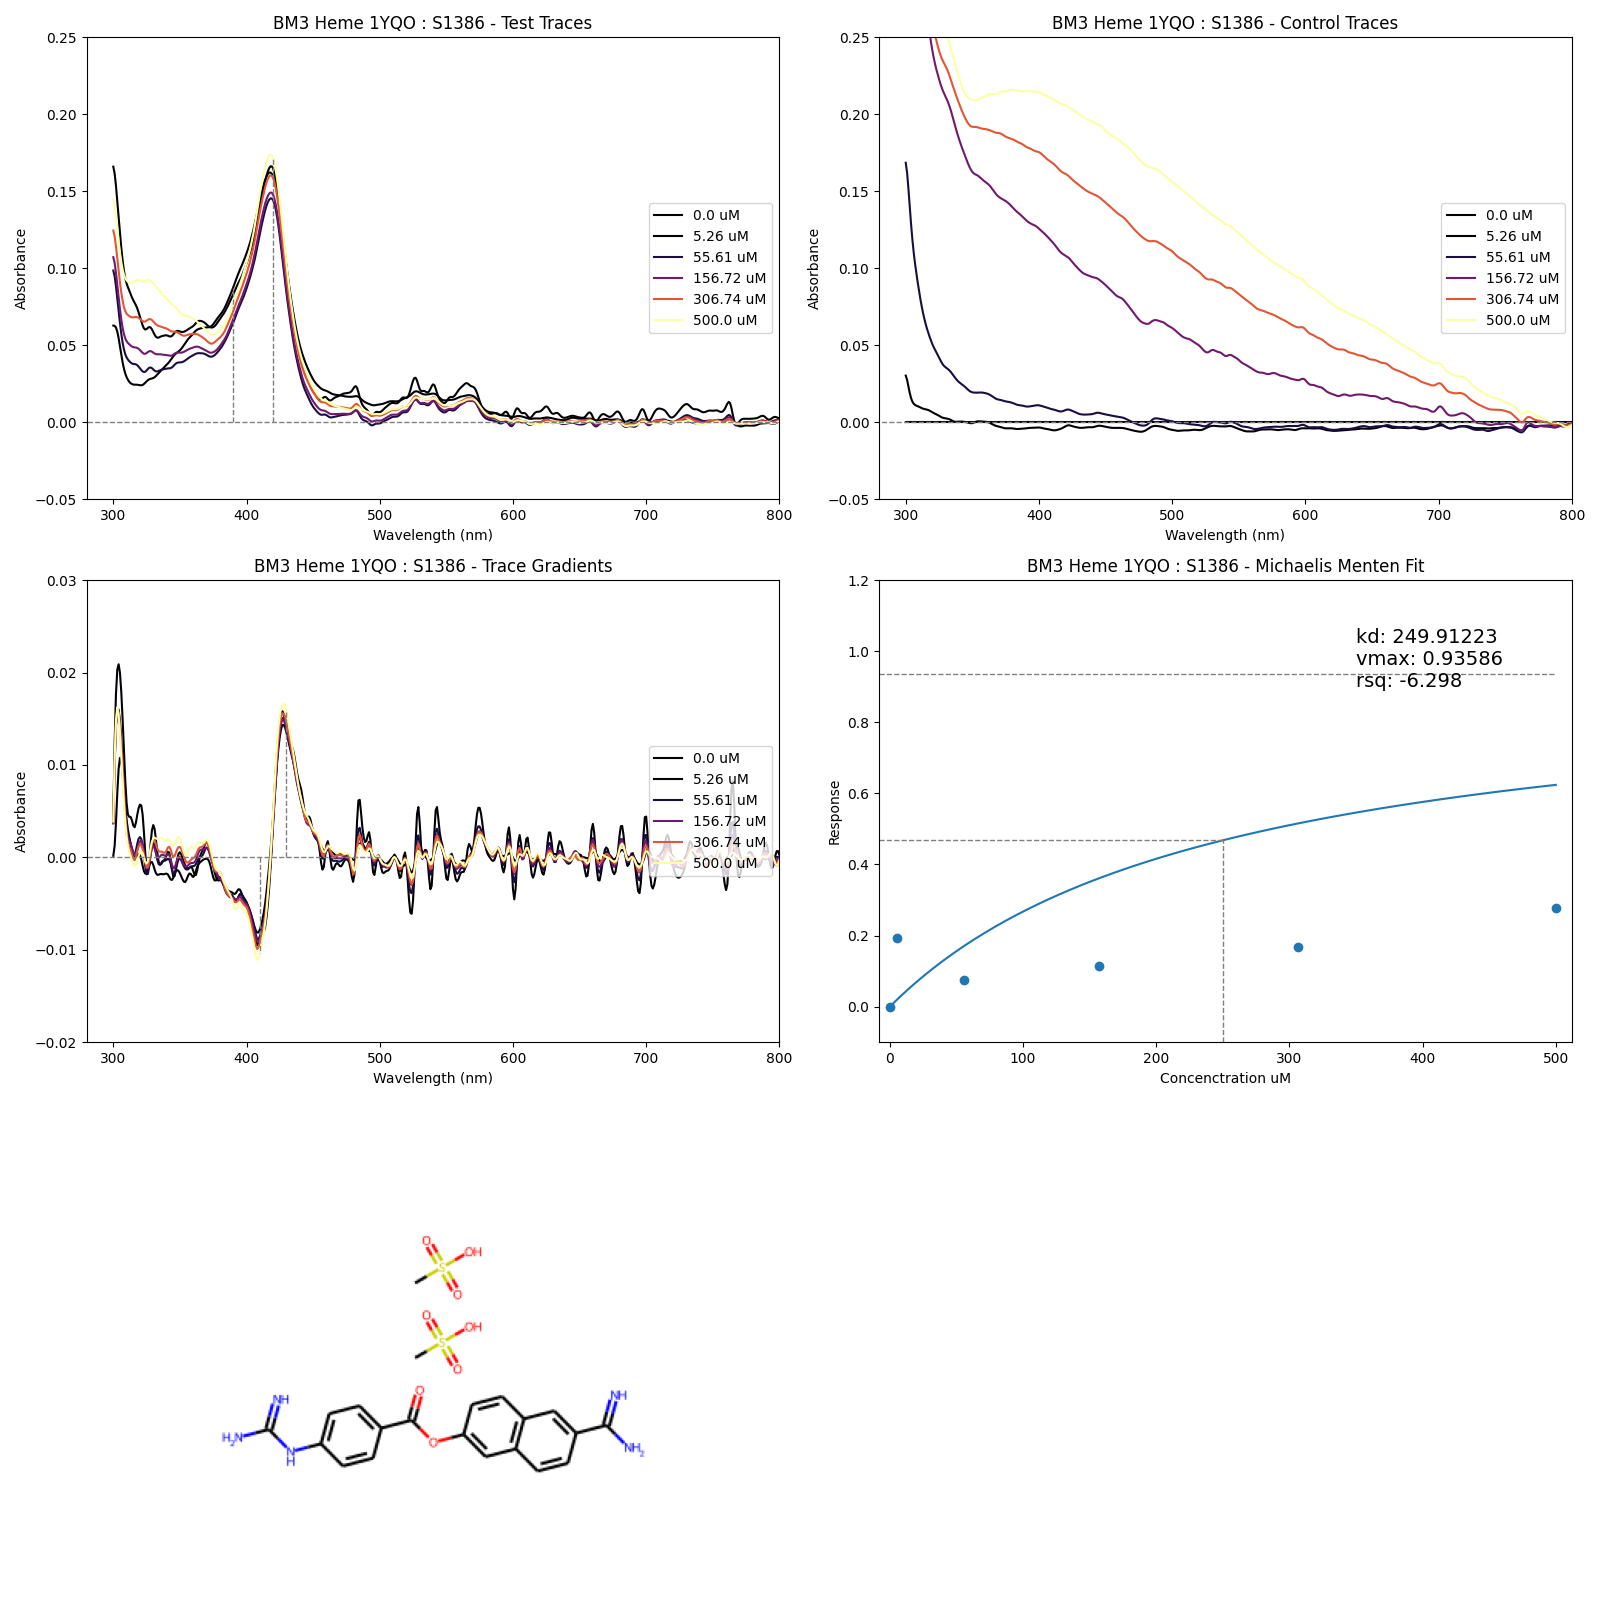 BM3 Heme 1YQO : S1386 - Test Traces
0.25
0.20
0.15
0.10
0.05
0.00
−0.05
Absorbance
300 400 500 600 700 800
Wavelength (nm)
0.0 uM
5.26 uM
55.61 uM
156.72 uM
306.74 uM
500.0 uM
BM3 Heme 1YQO : S1386 - Control Traces
0.25
0.20
0.15
0.10
0.05
0.00
−0.05
Absorbance
300 400 500 600 700 800
Wavelength (nm)
0.0 uM
5.26 uM
55.61 uM
156.72 uM
306.74 uM
500.0 uM
BM3 Heme 1YQO : S1386 - Trace Gradients
0.03
0.02
0.01
0.00
−0.01
−0.02
Absorbance
300 400 500 600 700 800
Wavelength (nm)
0.0 uM
5.26 uM
55.61 uM
156.72 uM
306.74 uM
500.0 uM
BM3 Heme 1YQO : S1386 - Michaelis Menten Fit
1.2
1.0
0.8
0.6
0.4
0.2
0.0
Response
0 100 200 300 400 500
Concenctration uM
kd: 249.91223
vmax: 0.93586
rsq: -6.298
O
OH
S
O
O
OH
S
O
NH
H2N
N
H
O
O
NH
NH2